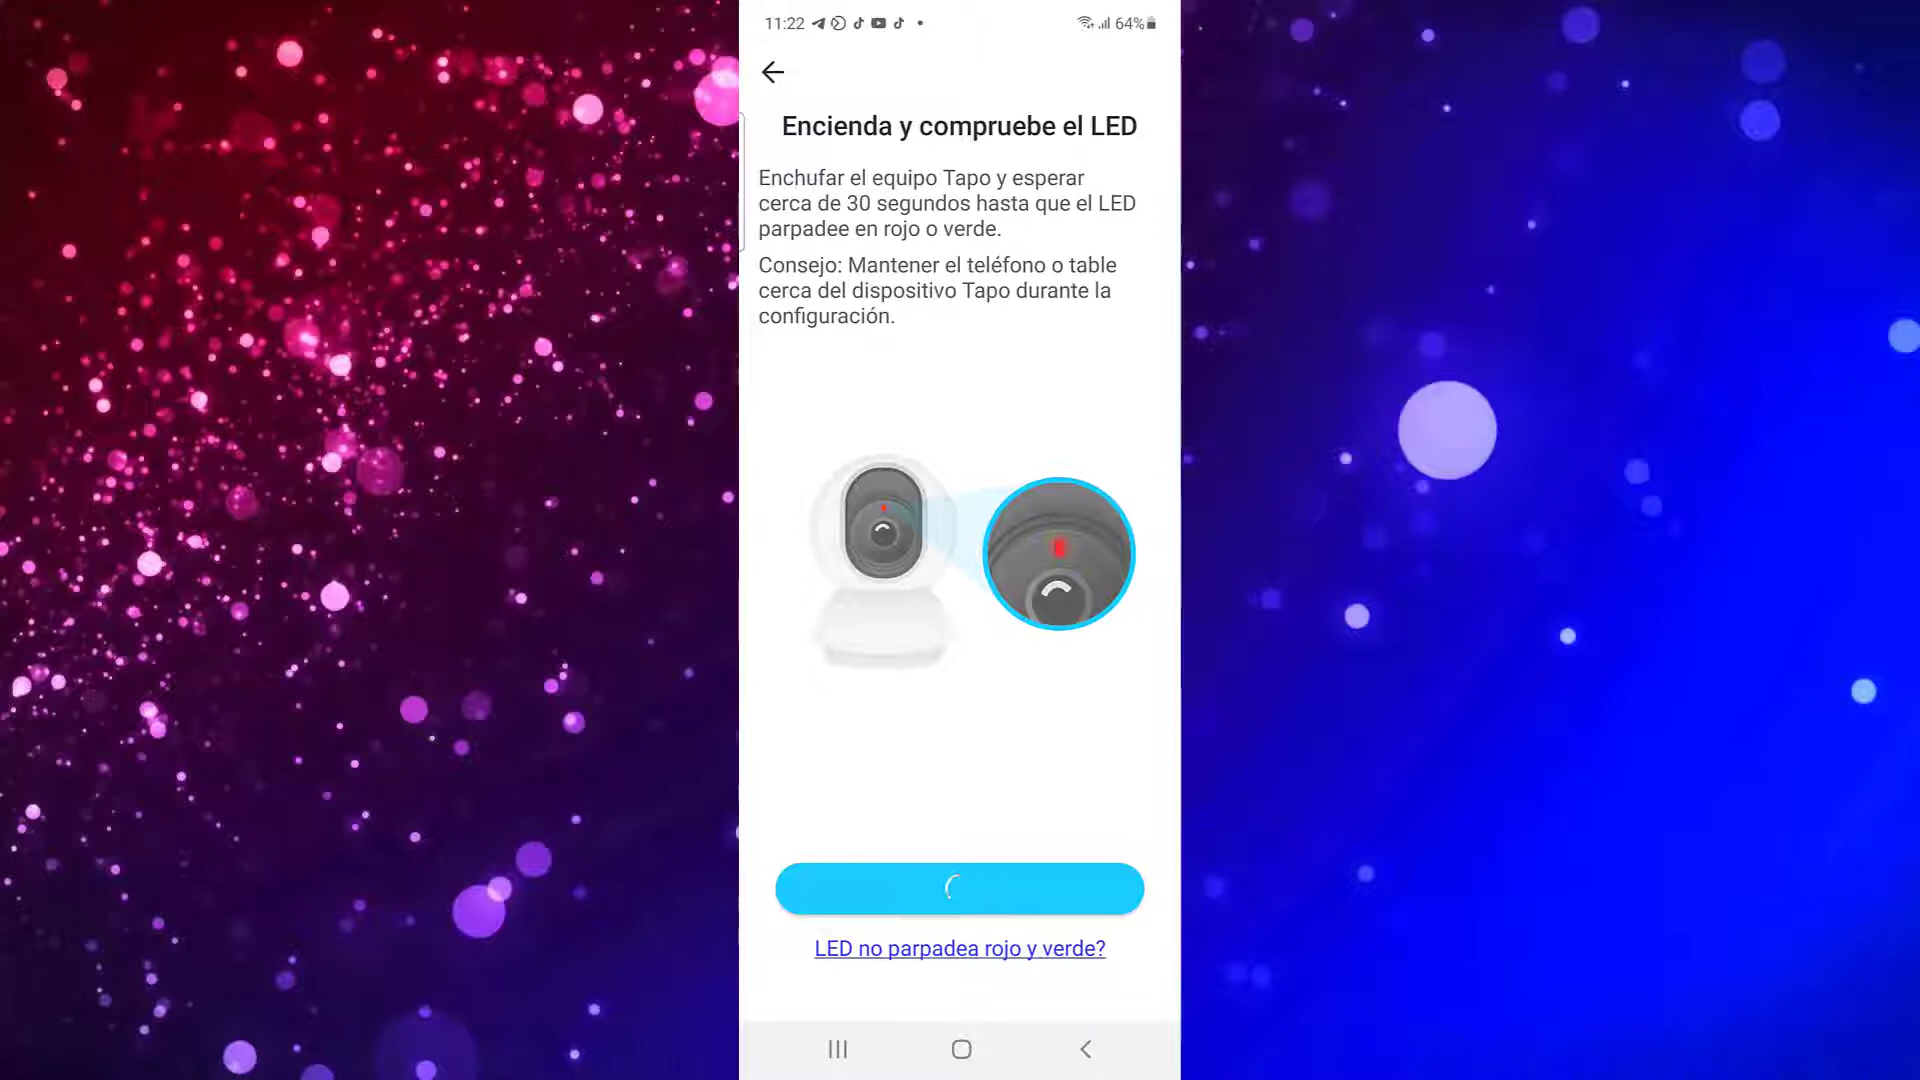 11:22
64%
Encienda y compruebe el LED
Enchufar el equipo Tapo y esperar
cerca de 30 segundos hasta que el LED
parpadee en rojo o verde.
Consejo: Mantener el teléfono o table
cerca del dispositivo Tapo durante la
configuración.
LED no parpadea rojo y verde?